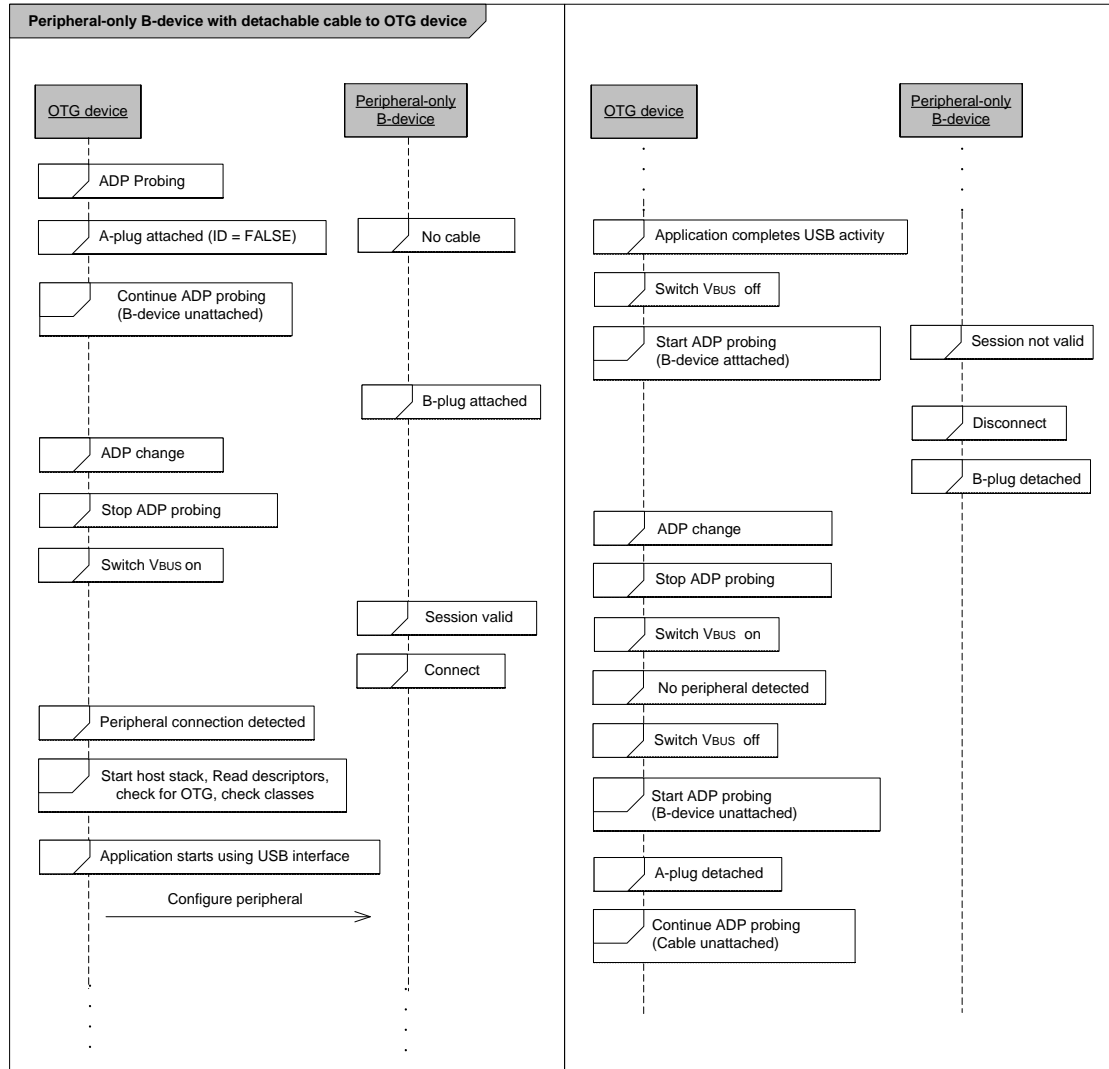 Peripheral-only B-device with detachable cable to OTG device
OTG device
Peripheral-only
B-device
ADP Probing
A-plug attached (ID = FALSE)
No cable
Continue ADP probing
(B-device unattached)
B-plug attached
ADP change
Stop ADP probing
Switch VBUS on
Session valid
Connect
Peripheral connection detected
Start host stack, Read descriptors,
check for OTG, check classes
Application starts using USB interface
Configure peripheral
OTG device
Peripheral-only
B-device
Application completes USB activity
Switch VBUS off
Start ADP probing
(B-device atttached)
Session not valid
Disconnect
B-plug detached
ADP change
Stop ADP probing
Switch VBUS on
No peripheral detected
Switch VBUS off
Start ADP probing
(B-device unattached)
A-plug detached
Continue ADP probing
(Cable unattached)